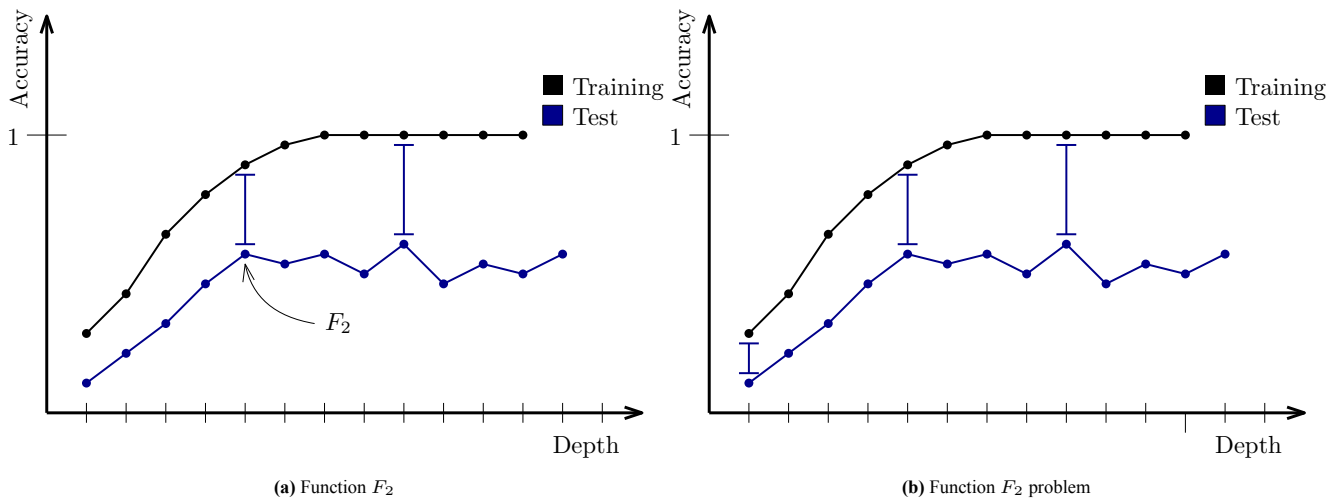 Accuracy
1
Training
Test
F₂
Depth
(a) Function F₂
Accuracy
1
Training
Test
Depth
(b) Function F₂ problem